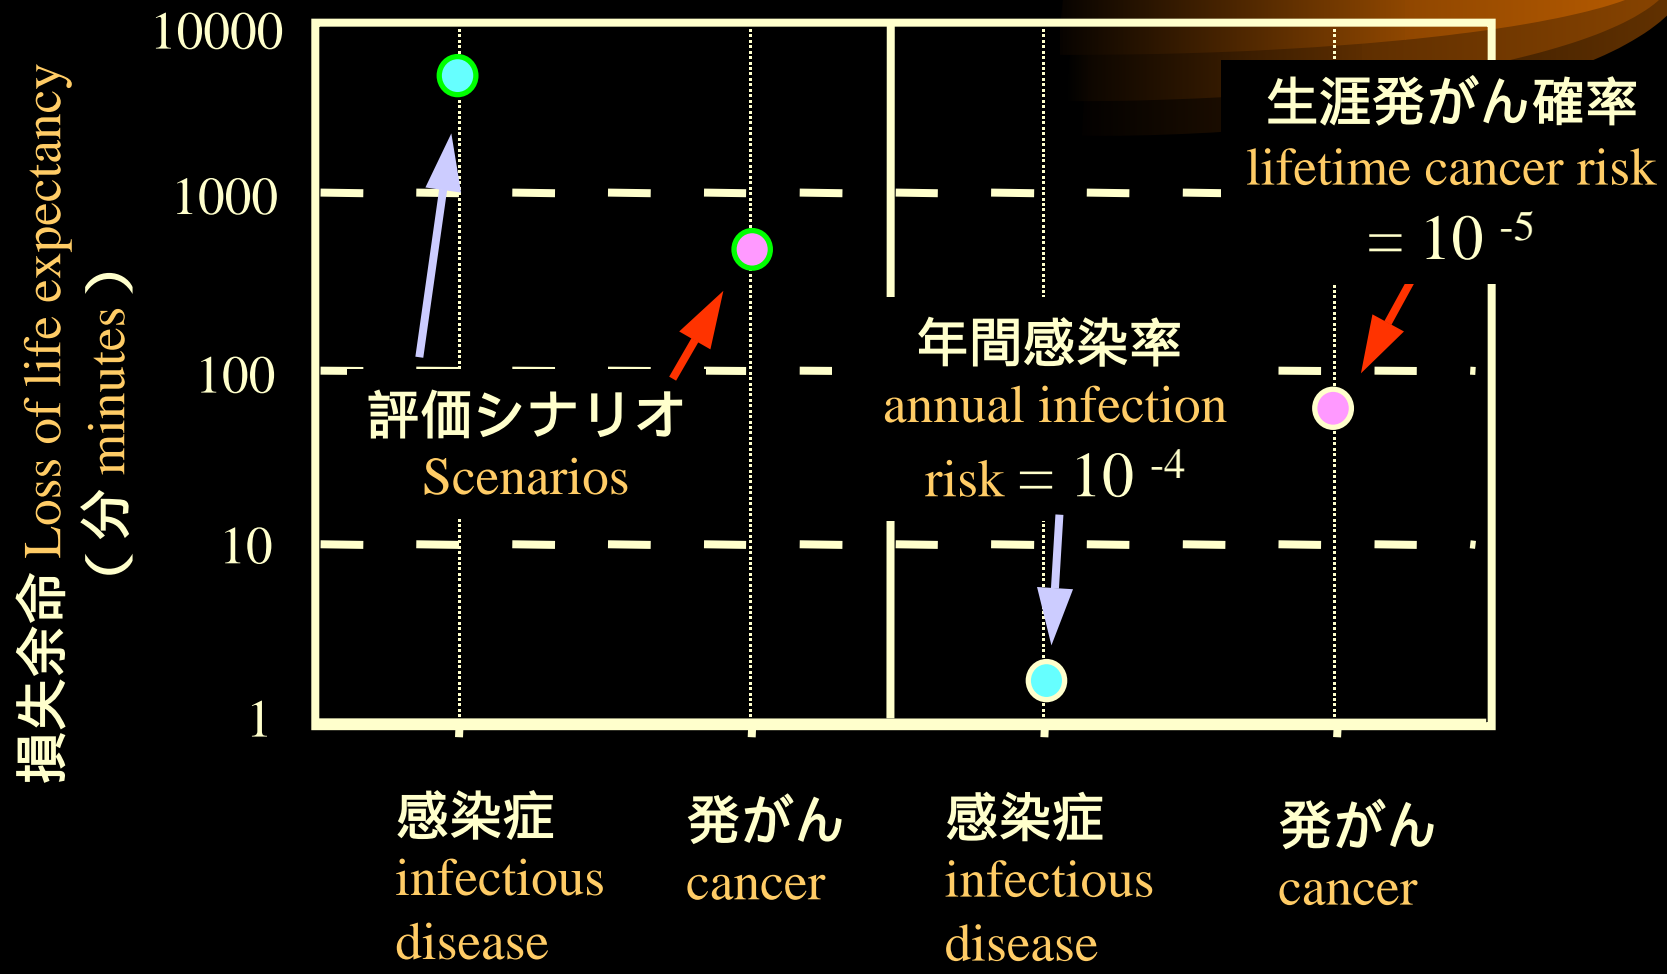 損失余命 Loss of life expectancy
(分 minutes)
10000
1000
100
10
1
評価シナリオ
Scenarios
年間感染率
annual infection
risk = 10 -4
生涯発がん確率
lifetime cancer risk
= 10 -5
感染症
infectious
disease
発がん
cancer
感染症
infectious
disease
発がん
cancer